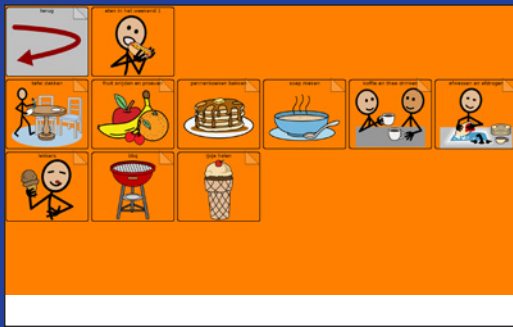 terug
eten in het weekend 1
tafel dekken
fruit snijden en proeven
pannenkoeken bakken
soep maken
koffie en thee drinken
afwassen en afdrogen
lekkers
bbq
ijsje halen